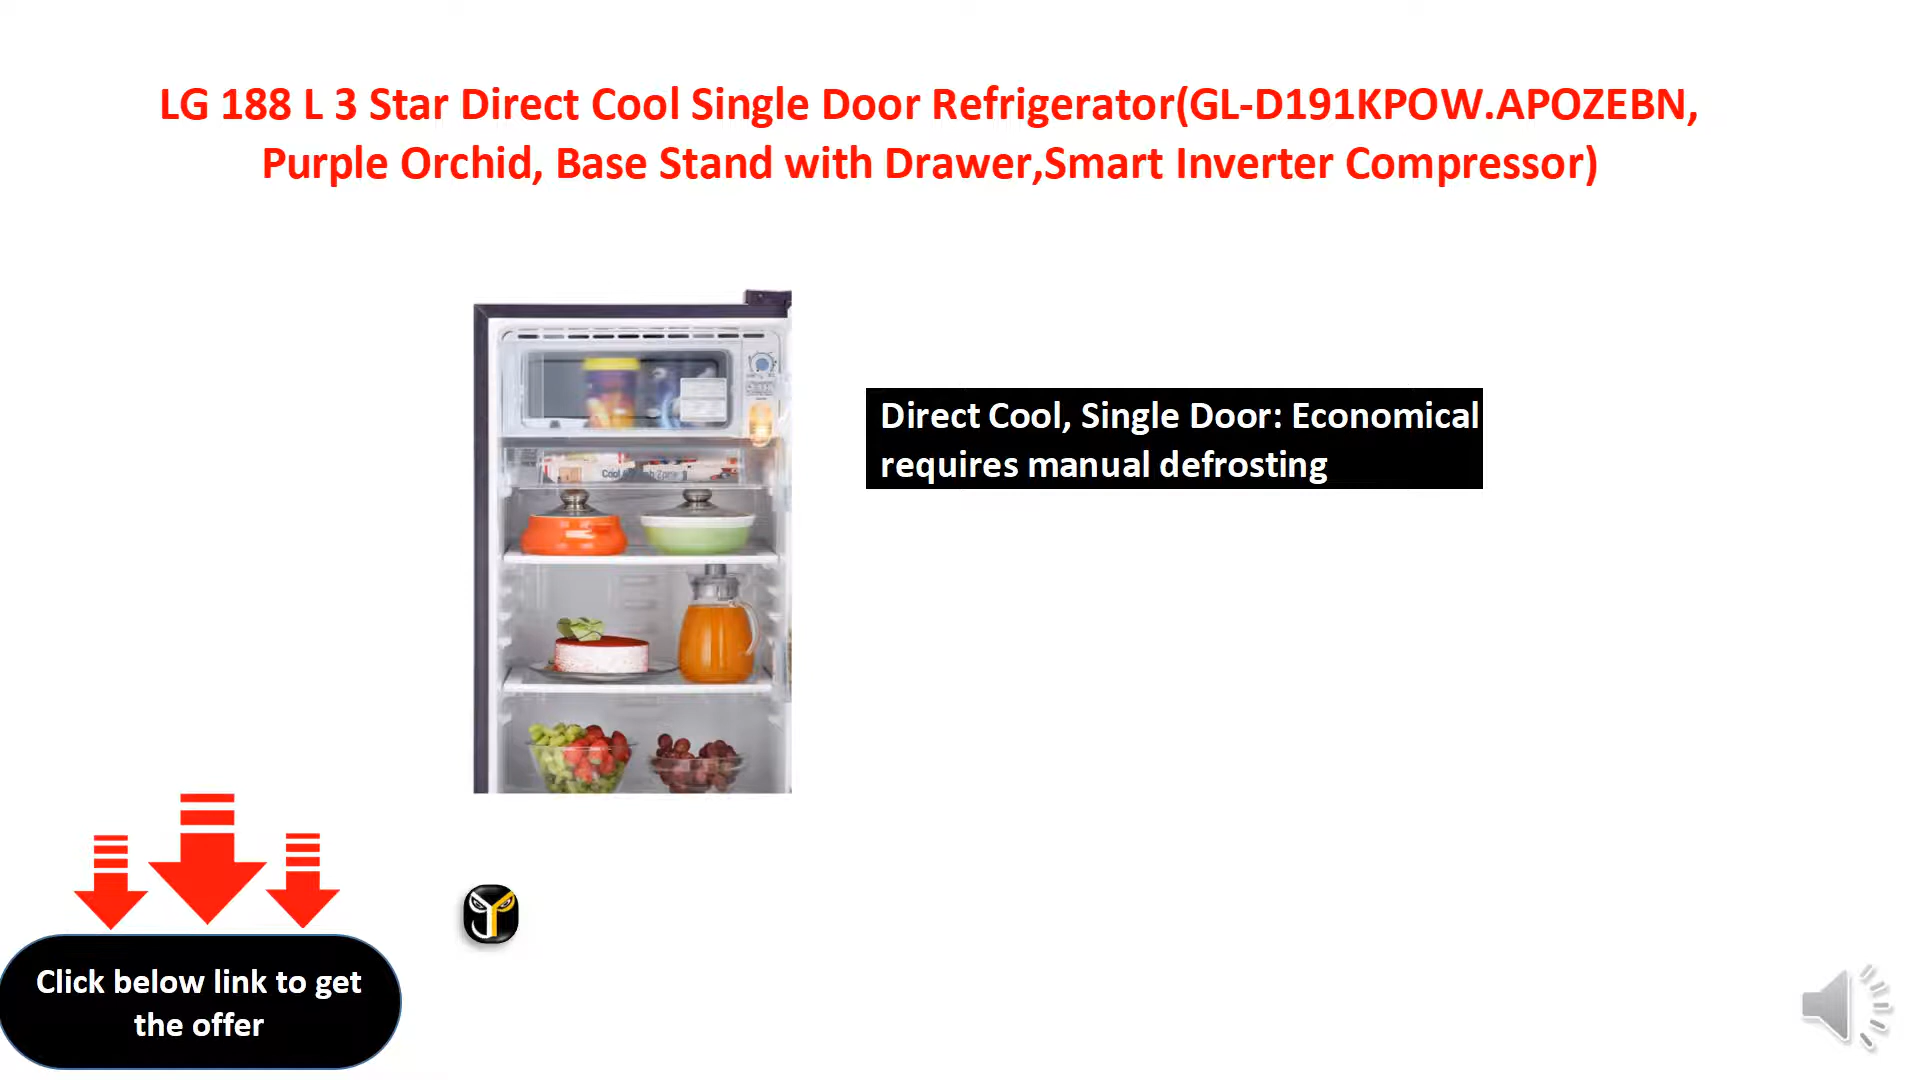 LG 188 L 3 Star Direct Cool Single Door Refrigerator(GL-D191KPOW.APOZEBN,
Purple Orchid, Base Stand with Drawer,Smart Inverter Compressor)
Direct Cool, Single Door: Economical
requires manual defrosting
Click below link to get
the offer